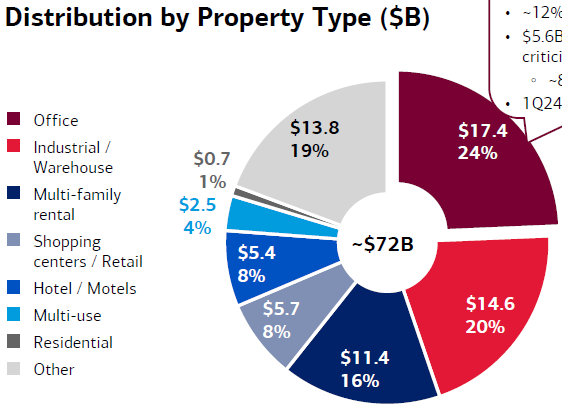 Distribution by Property Type ($B)
• ~12%
• $5.6B
◦
• 1Q24
Office
Industrial /
Warehouse
Multi-family
rental
Shopping
centers / Retail
Hotel / Motels
Multi-use
Residential
Other
$17.4
24%
$14.6
20%
$11.4
16%
$5.7
8%
$5.4
8%
$2.5
4%
$0.7
1%
$13.8
19%
~$72B